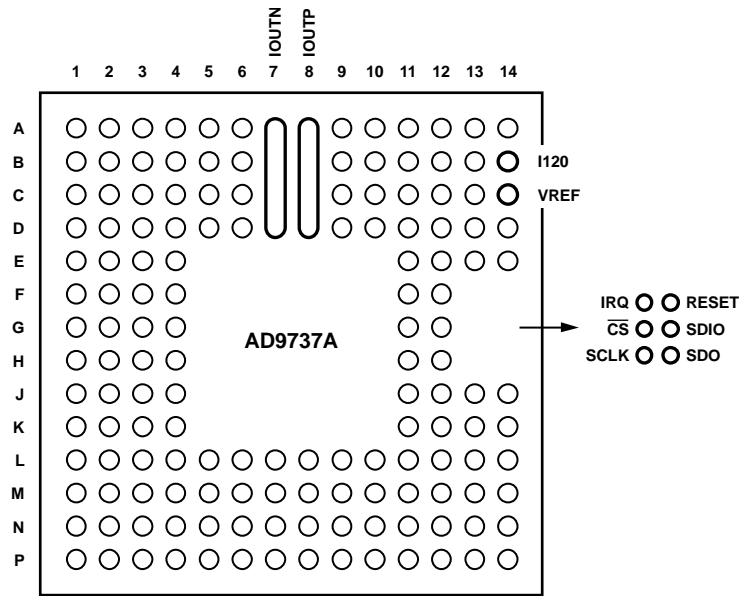 IOUTN
IOUTP
1 2 3 4 5 6 7 8 9 10 11 12 13 14
A
B I120
C VREF
D
E
F IRQ RESET
G AD9737A C̅S̅ SDIO
H SCLK SDO
J
K
L
M
N
P